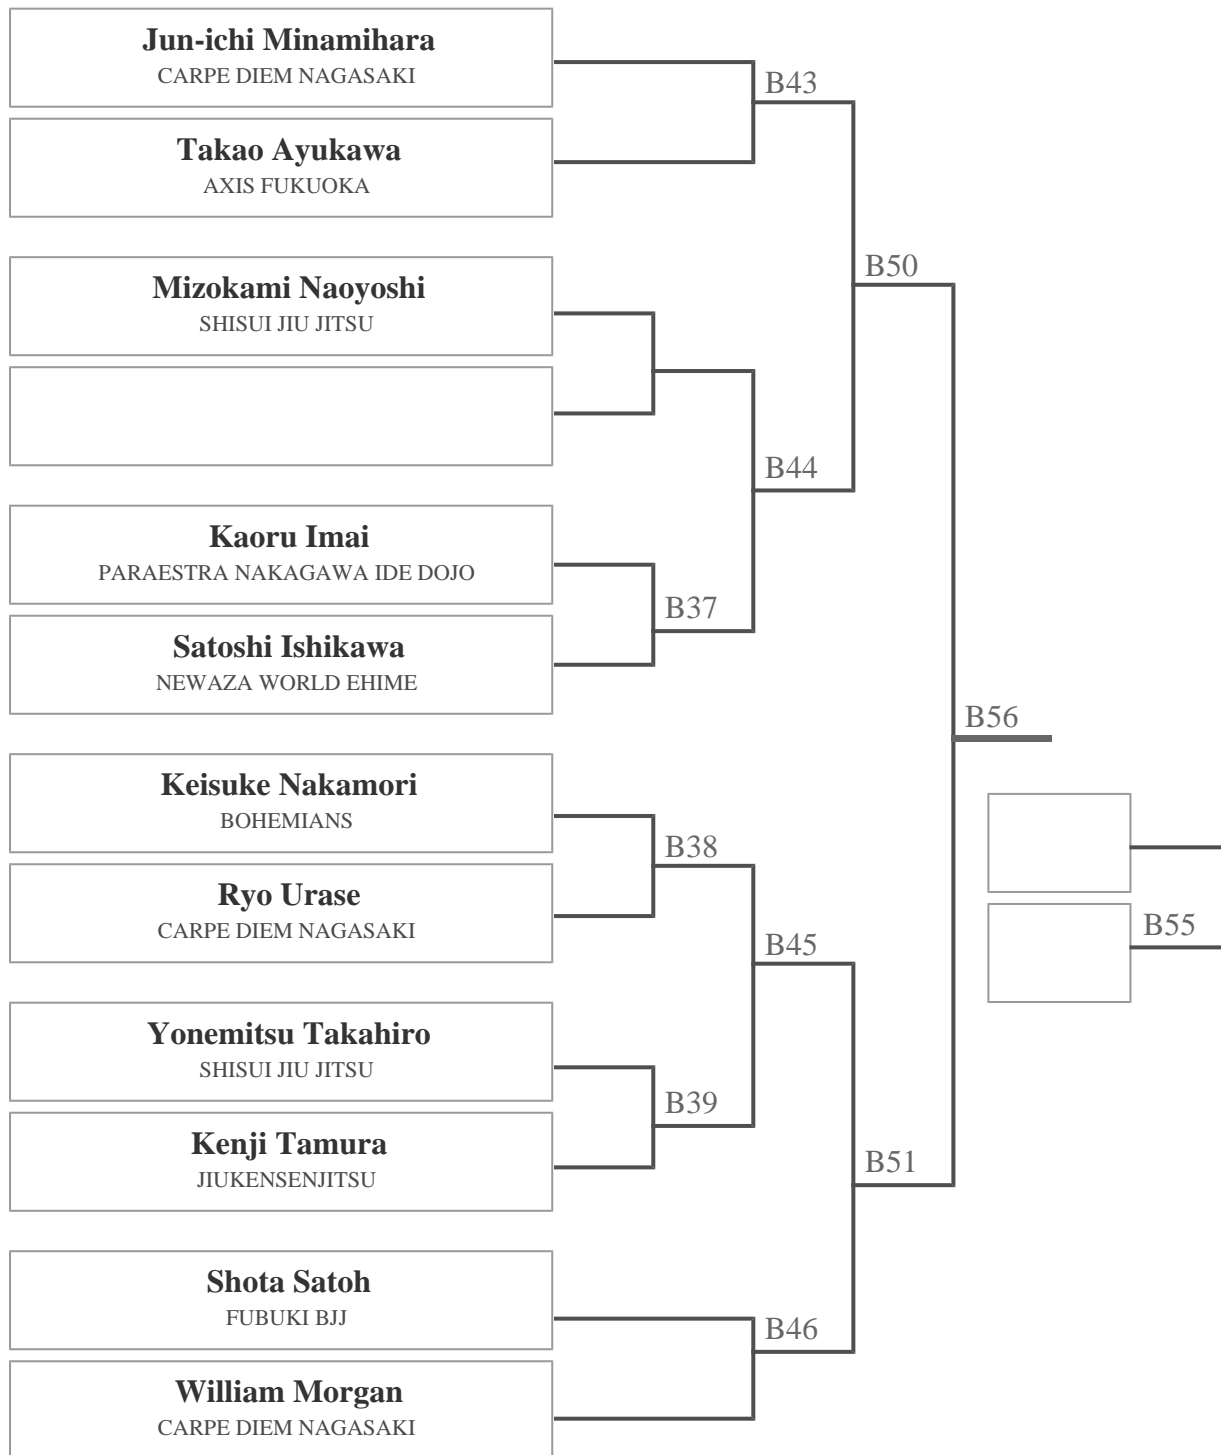 Jun-ichi Minamihara
CARPE DIEM NAGASAKI
B43
Takao Ayukawa
AXIS FUKUOKA
B50
Mizokami Naoyoshi
SHISUI JIU JITSU
B44
Kaoru Imai
PARAESTRA NAKAGAWA IDE DOJO
B37
Satoshi Ishikawa
NEWAZA WORLD EHIME
B56
Keisuke Nakamori
BOHEMIANS
B38
Ryo Urase
CARPE DIEM NAGASAKI
B55
B45
Yonemitsu Takahiro
SHISUI JIU JITSU
B39
Kenji Tamura
JIUKENSENJITSU
B51
Shota Satoh
FUBUKI BJJ
B46
William Morgan
CARPE DIEM NAGASAKI